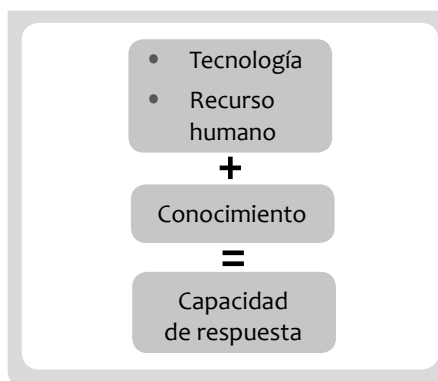 • Tecnología
• Recurso
humano
+
Conocimiento
=
Capacidad
de respuesta